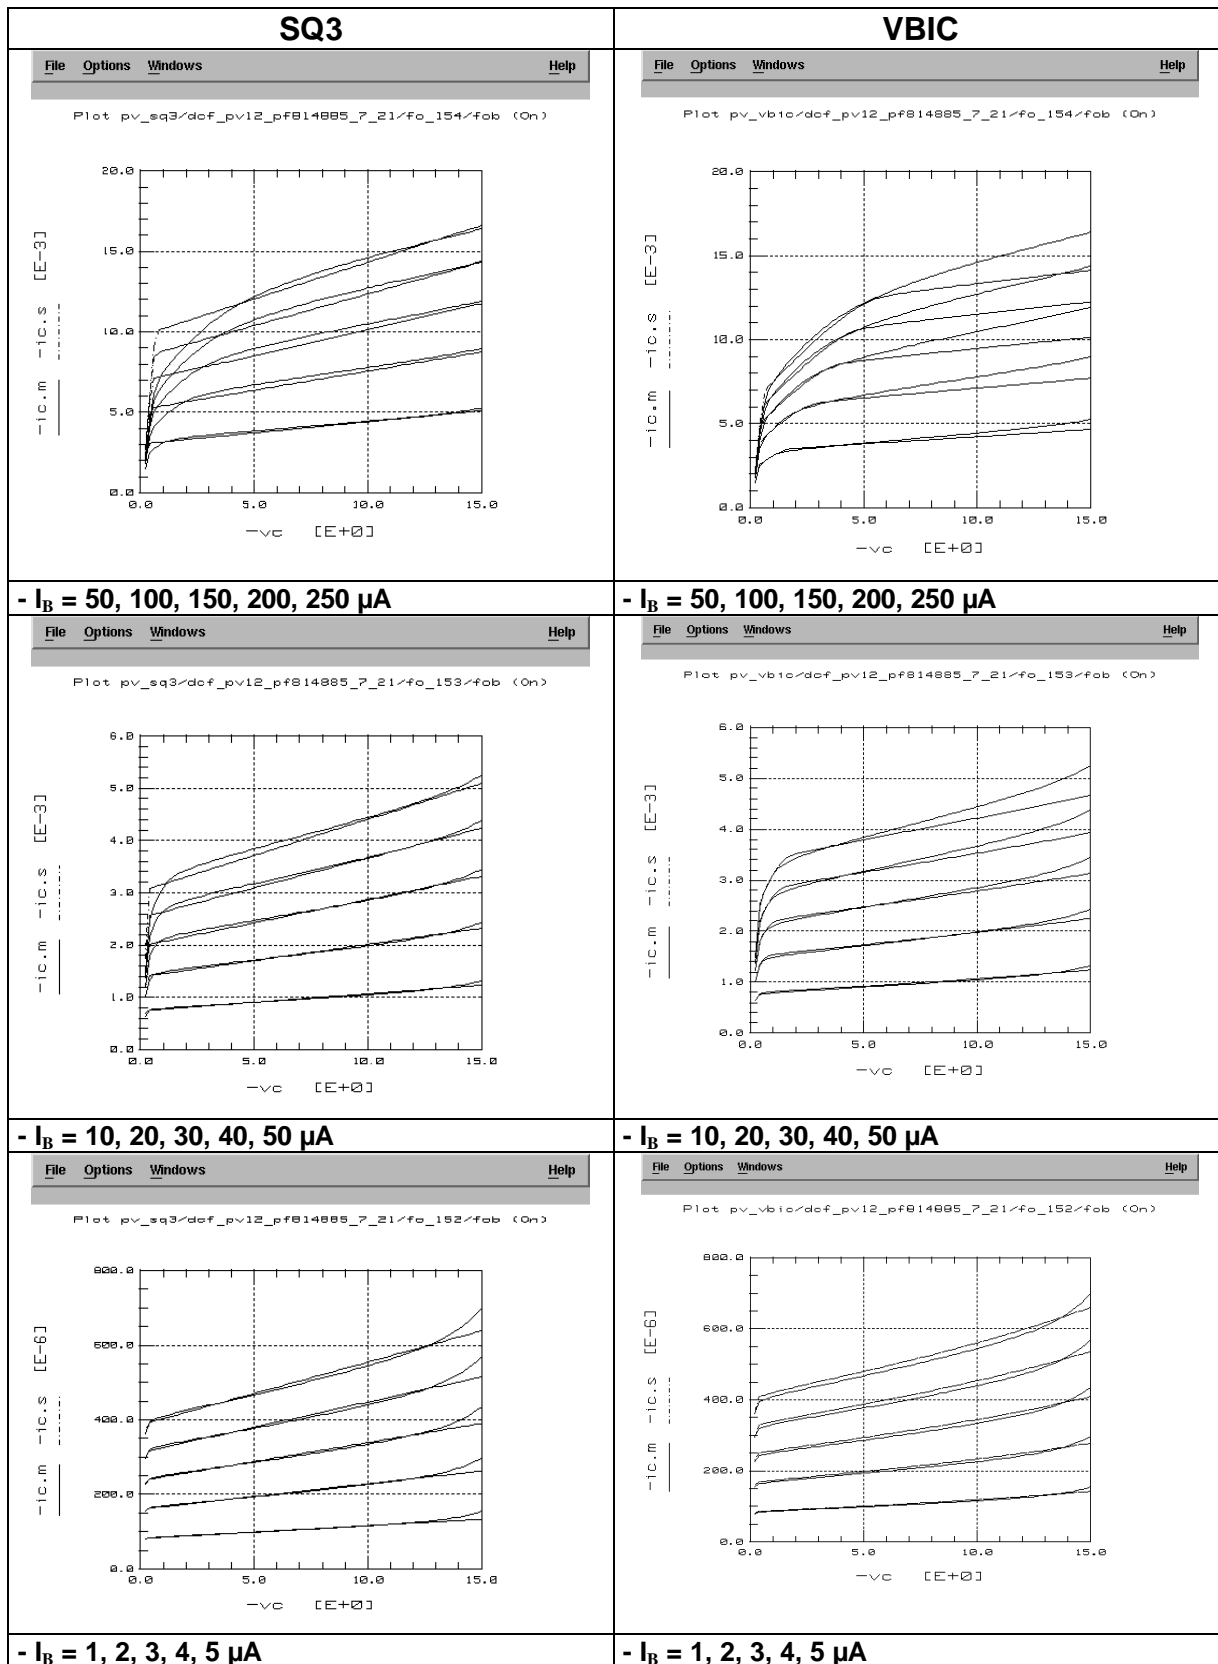 SQ3
VBIC
File Options Windows Help
Plot pv_sq3/dcf_pv12_pf814885_7_21/fo_154/fob (On)
20.0
15.0
10.0
5.0
0.0
0.0 5.0 10.0 15.0
-ic.m -ic.s [E-3]
-vc [E+0]
File Options Windows Help
Plot pv_vbic/dcf_pv12_pf814885_7_21/fo_154/fob (On)
20.0
15.0
10.0
5.0
0.0
0.0 5.0 10.0 15.0
-ic.m -ic.s [E-3]
-vc [E+0]
- IB = 50, 100, 150, 200, 250 µA
- IB = 50, 100, 150, 200, 250 µA
File Options Windows Help
Plot pv_sq3/dcf_pv12_pf814885_7_21/fo_153/fob (On)
6.0
5.0
4.0
3.0
2.0
1.0
0.0
0.0 5.0 10.0 15.0
-ic.m -ic.s [E-3]
-vc [E+0]
File Options Windows Help
Plot pv_vbic/dcf_pv12_pf814885_7_21/fo_153/fob (On)
6.0
5.0
4.0
3.0
2.0
1.0
0.0
0.0 5.0 10.0 15.0
-ic.m -ic.s [E-3]
-vc [E+0]
- IB = 10, 20, 30, 40, 50 µA
- IB = 10, 20, 30, 40, 50 µA
File Options Windows Help
Plot pv_sq3/dcf_pv12_pf814885_7_21/fo_152/fob (On)
800.0
600.0
400.0
200.0
0.0
0.0 5.0 10.0 15.0
-ic.m -ic.s [E-6]
-vc [E+0]
File Options Windows Help
Plot pv_vbic/dcf_pv12_pf814885_7_21/fo_152/fob (On)
800.0
600.0
400.0
200.0
0.0
0.0 5.0 10.0 15.0
-ic.m -ic.s [E-6]
-vc [E+0]
- IB = 1, 2, 3, 4, 5 µA
- IB = 1, 2, 3, 4, 5 µA